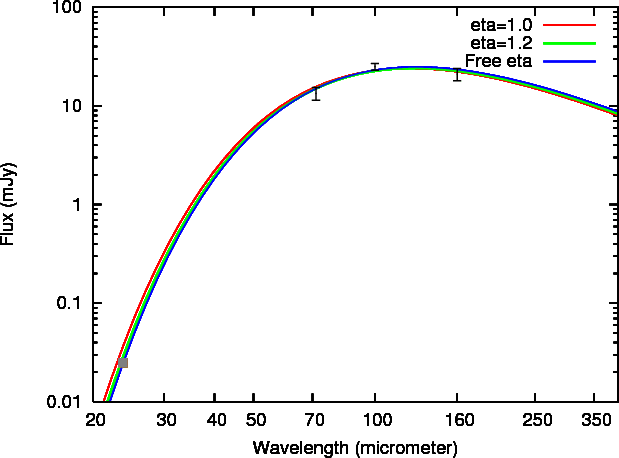 100
10
1
0.1
0.01
Flux (mJy)
eta=1.0
eta=1.2
Free eta
20 30 40 50 70 100 160 250 350
Wavelength (micrometer)